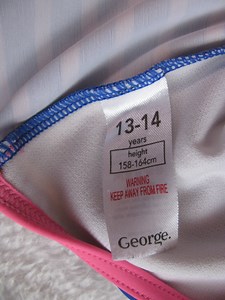 13-14
years
height
158-164cm
WARNING
KEEP AWAY FROM FIRE
George.